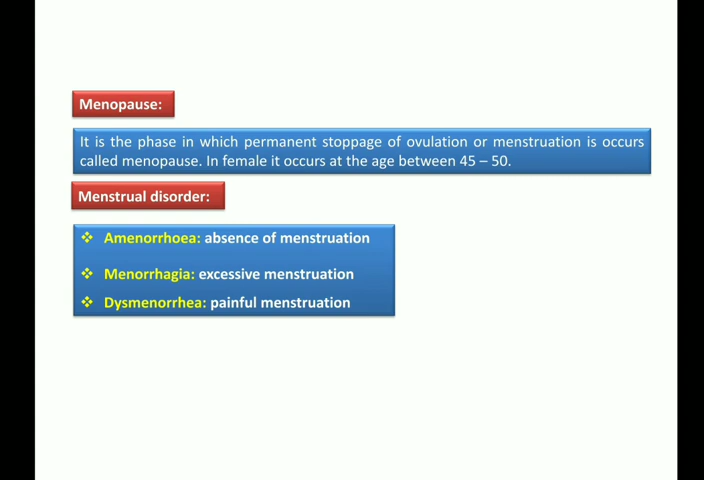 Menopause:
It is the phase in which permanent stoppage of ovulation or menstruation is occurs
called menopause. In female it occurs at the age between 45 – 50.
Menstrual disorder:
❖ Amenorrhoea: absence of menstruation
❖ Menorrhagia: excessive menstruation
❖ Dysmenorrhea: painful menstruation